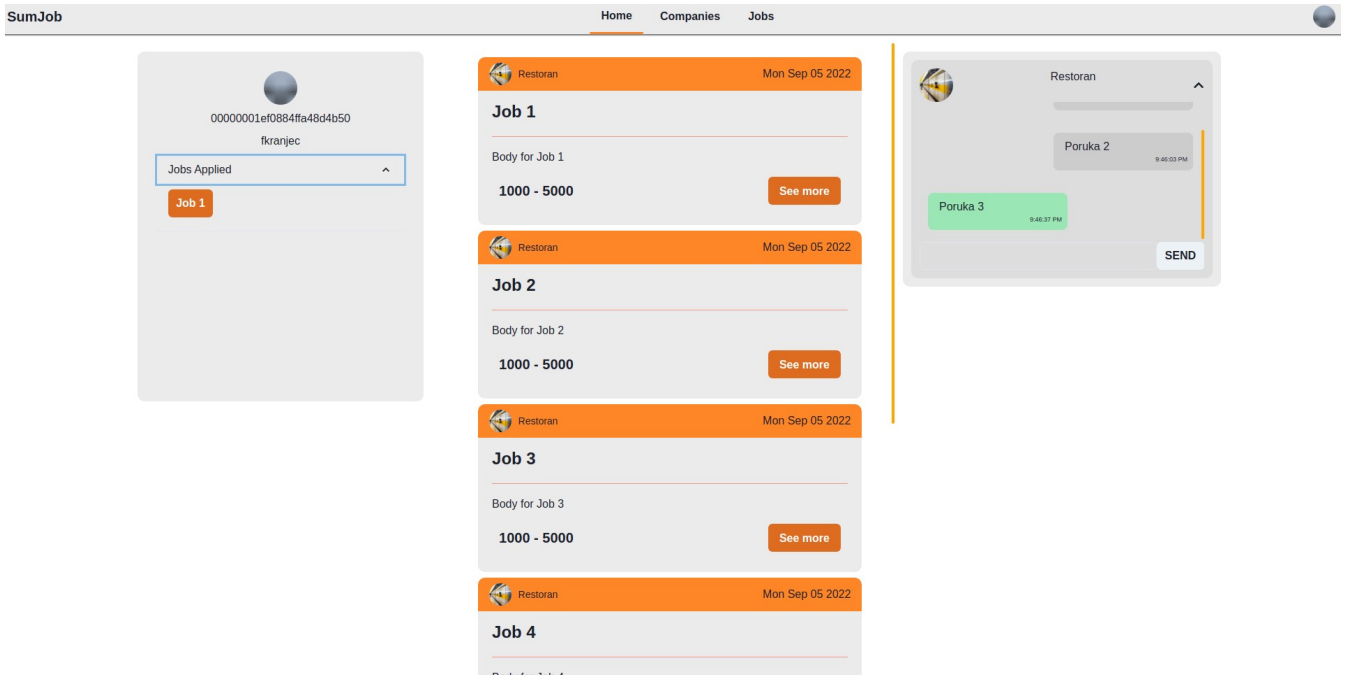 SumJob
Home Companies Jobs
00000001ef0884ffa48d4b50
fkranjec
Jobs Applied
Job 1
Restoran Mon Sep 05 2022
Job 1
Body for Job 1
1000 - 5000 See more
Restoran Mon Sep 05 2022
Job 2
Body for Job 2
1000 - 5000 See more
Restoran Mon Sep 05 2022
Job 3
Body for Job 3
1000 - 5000 See more
Restoran Mon Sep 05 2022
Job 4
Restoran
Poruka 2
9:46:03 PM
Poruka 3
9:46:37 PM
SEND